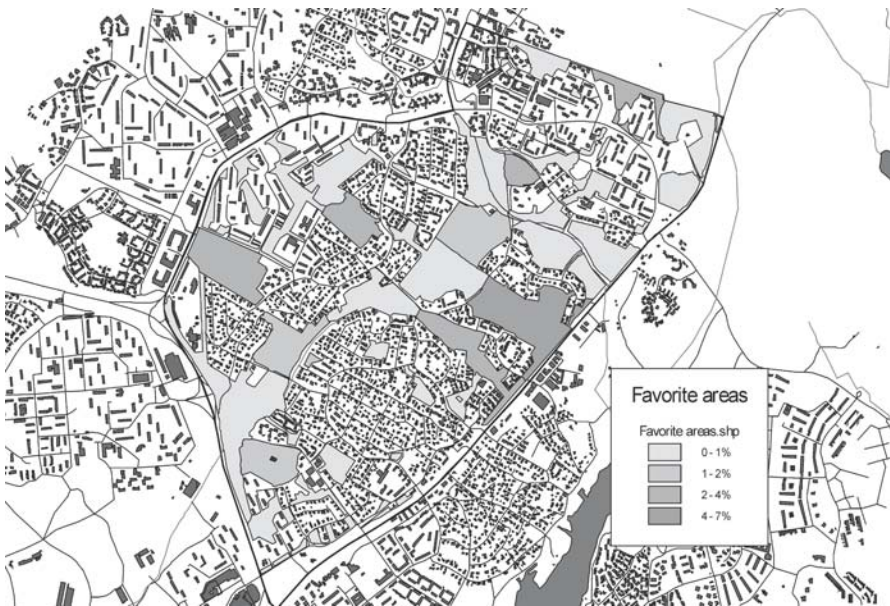 Favorite areas
Favorite areas.shp
0 - 1%
1 - 2%
2 - 4%
4 - 7%